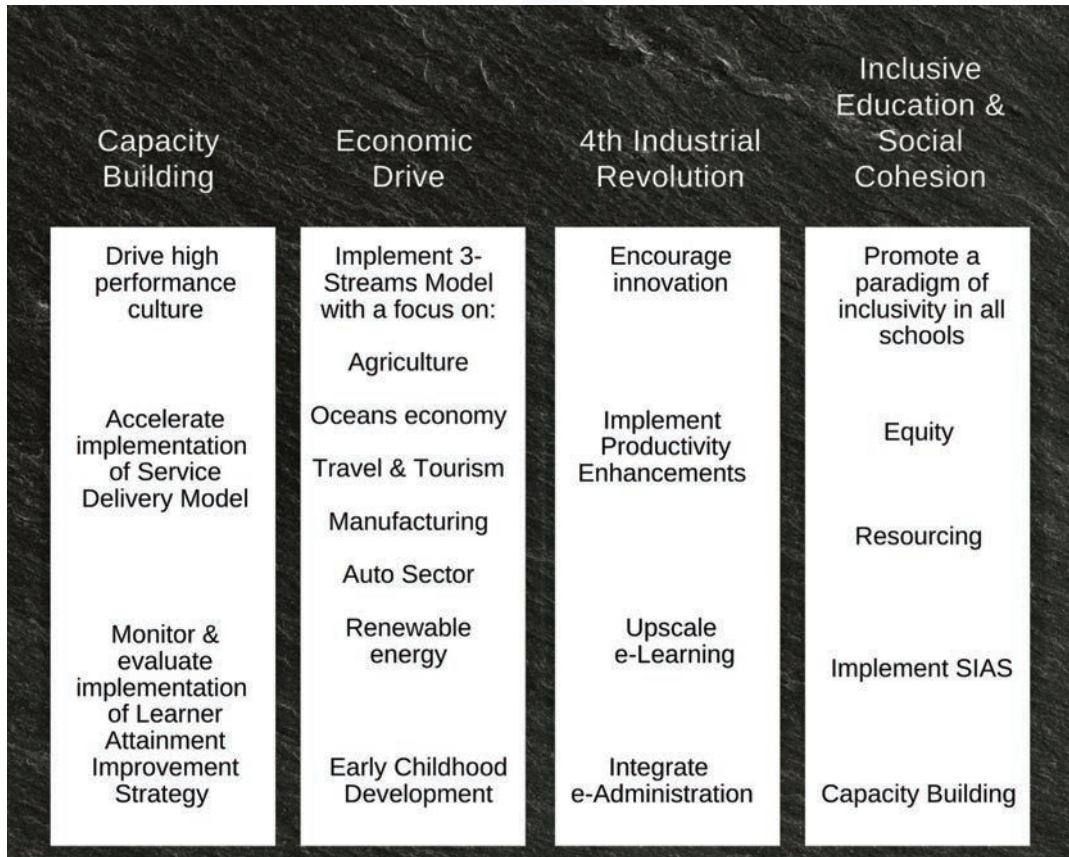 Capacity
Building
Drive high
performance
culture
Accelerate
implementation
of Service
Delivery Model
Monitor &
evaluate
implementation
of Learner
Attainment
Improvement
Strategy
Economic
Drive
Implement 3-
Streams Model
with a focus on:
Agriculture
Oceans economy
Travel & Tourism
Manufacturing
Auto Sector
Renewable
energy
Early Childhood
Development
4th Industrial
Revolution
Encourage
innovation
Implement
Productivity
Enhancements
Upscale
e-Learning
Integrate
e-Administration
Inclusive
Education &
Social
Cohesion
Promote a
paradigm of
inclusivity in all
schools
Equity
Resourcing
Implement SIAS
Capacity Building